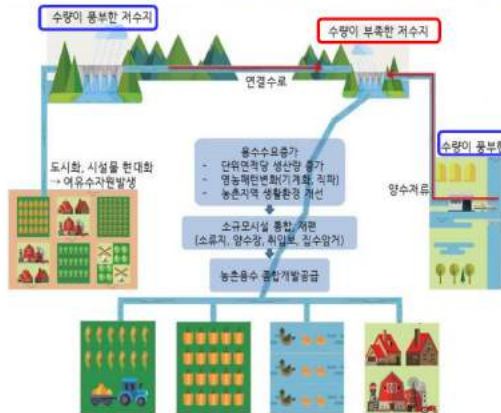 수량이 풍부한 저수지
수량이 부족한 저수지
연결수로
수량이 풍부한
용수수요증가
- 단위면적당 생산량 증가
- 영농패턴변화(기계화, 직파)
- 농촌지역 생활환경 개선
도시화, 시설물 현대화
→ 여유수자원발생
양수저류
소규모시설 통합, 재편
(소류지, 양수장, 취입보, 집수암거)
농촌용수 종합개발공급